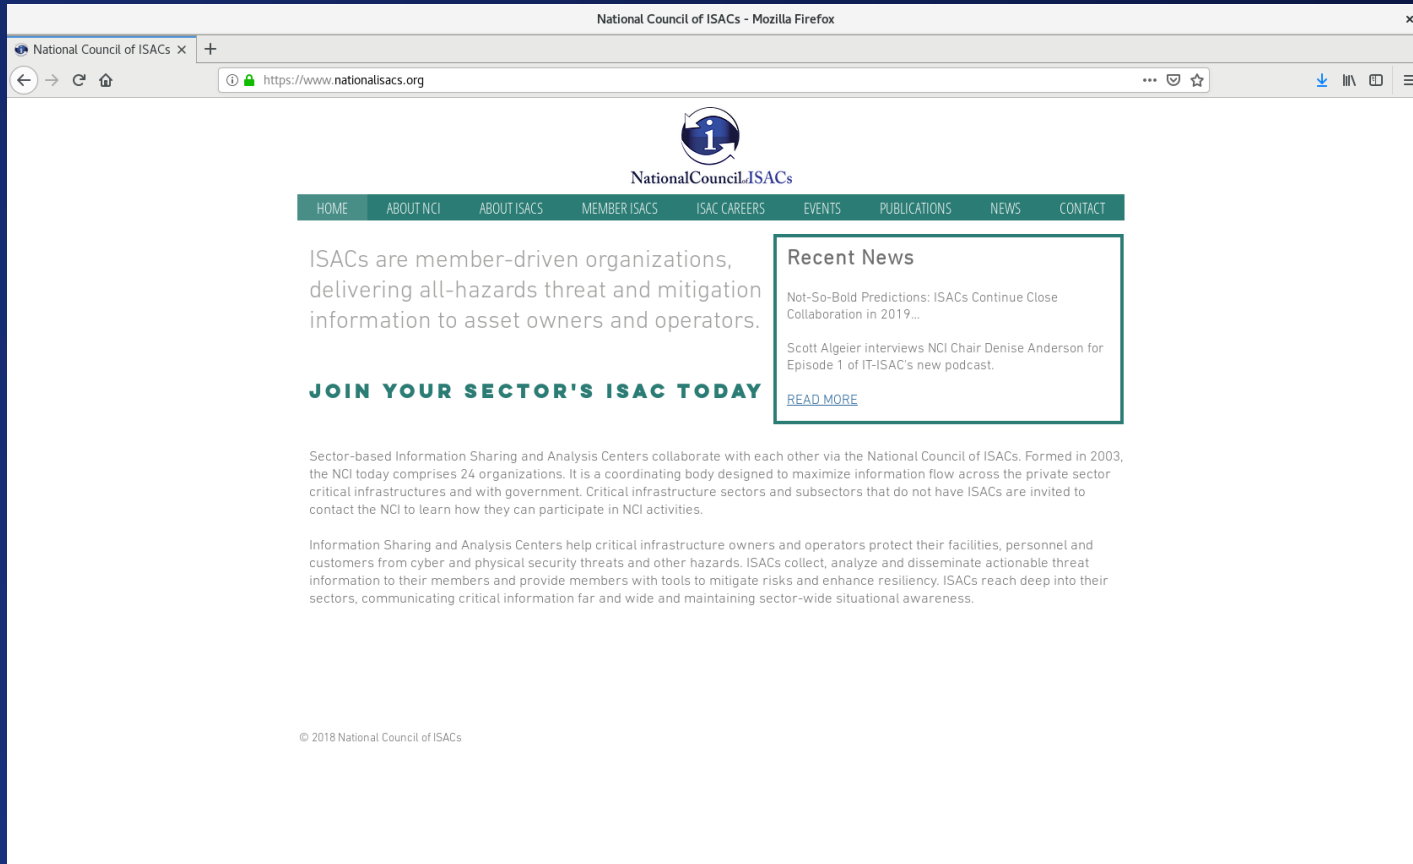 National Council of ISACs - Mozilla Firefox
National Council of ISACs
https://www.nationalisacs.org
i
NationalCouncilofISACs
HOME ABOUT NCI ABOUT ISACS MEMBER ISACS ISAC CAREERS EVENTS PUBLICATIONS NEWS CONTACT
ISACs are member-driven organizations,
delivering all-hazards threat and mitigation
information to asset owners and operators.
JOIN YOUR SECTOR'S ISAC TODAY
Recent News
Not-So-Bold Predictions: ISACs Continue Close
Collaboration in 2019...
Scott Algeier interviews NCI Chair Denise Anderson for
Episode 1 of IT-ISAC's new podcast.
READ MORE
Sector-based Information Sharing and Analysis Centers collaborate with each other via the National Council of ISACs. Formed in 2003,
the NCI today comprises 24 organizations. It is a coordinating body designed to maximize information flow across the private sector
critical infrastructures and with government. Critical infrastructure sectors and subsectors that do not have ISACs are invited to
contact the NCI to learn how they can participate in NCI activities.
Information Sharing and Analysis Centers help critical infrastructure owners and operators protect their facilities, personnel and
customers from cyber and physical security threats and other hazards. ISACs collect, analyze and disseminate actionable threat
information to their members and provide members with tools to mitigate risks and enhance resiliency. ISACs reach deep into their
sectors, communicating critical information far and wide and maintaining sector-wide situational awareness.
© 2018 National Council of ISACs